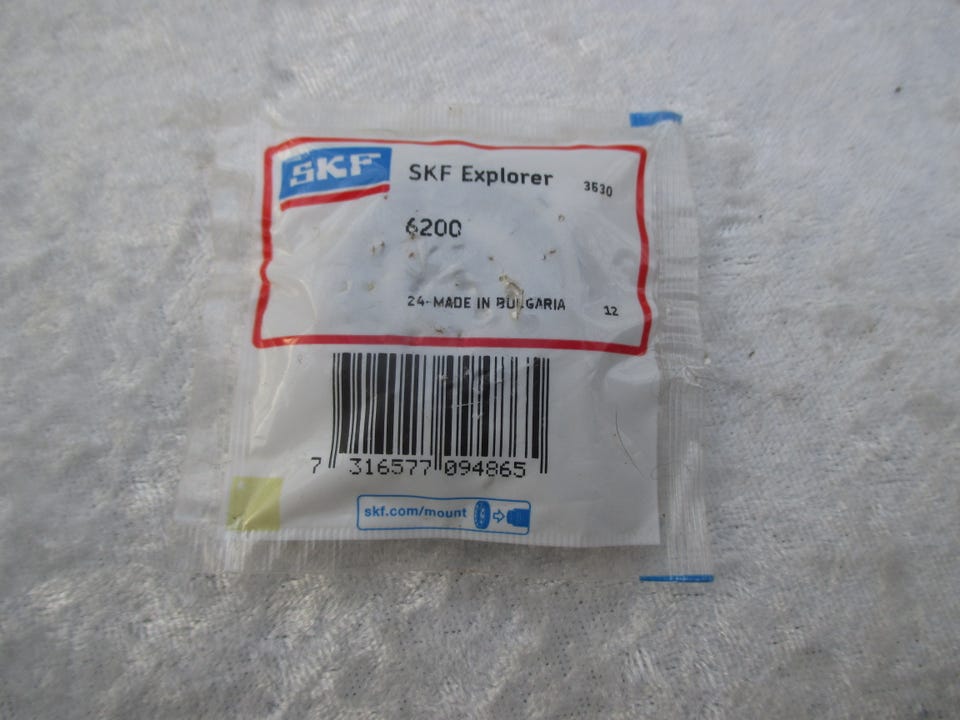 SKF
SKF Explorer
3530
6200
24-MADE IN BULGARIA
12
7 316577 094865
skf.com/mount